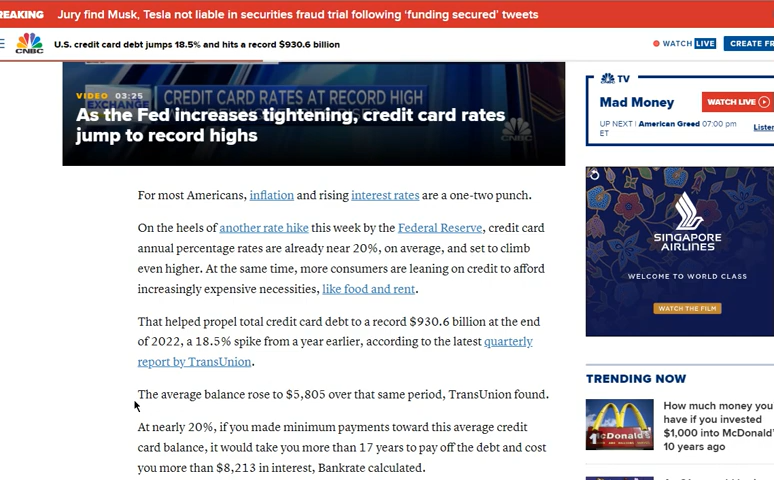 REAKING Jury find Musk, Tesla not liable in securities fraud trial following ‘funding secured’ tweets
CNBC U.S. credit card debt jumps 18.5% and hits a record $930.6 billion WATCH LIVE CREATE FR
VIDEO 03:25
EXCHANGE CREDIT CARD RATES AT RECORD HIGH
As the Fed increases tightening, credit card rates
jump to record highs
CNBC
For most Americans, inflation and rising interest rates are a one-two punch.
On the heels of another rate hike this week by the Federal Reserve, credit card
annual percentage rates are already near 20%, on average, and set to climb
even higher. At the same time, more consumers are leaning on credit to afford
increasingly expensive necessities, like food and rent.
That helped propel total credit card debt to a record $930.6 billion at the end
of 2022, a 18.5% spike from a year earlier, according to the latest quarterly
report by TransUnion.
The average balance rose to $5,805 over that same period, TransUnion found.
At nearly 20%, if you made minimum payments toward this average credit
card balance, it would take you more than 17 years to pay off the debt and cost
you more than $8,213 in interest, Bankrate calculated.
CNBC TV
Mad Money
WATCH LIVE
UP NEXT | American Greed 07:00 pm
ET
Listen
SINGAPORE
AIRLINES
WELCOME TO WORLD CLASS
WATCH THE FILM
TRENDING NOW
1
McDonald's
How much money you
have if you invested
$1,000 into McDonald’
10 years ago